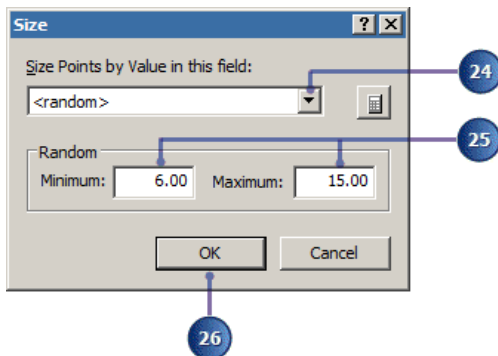 Size
Size Points by Value in this field:
24
<random>
25
Random
Minimum: 6.00 Maximum: 15.00
OK Cancel
26